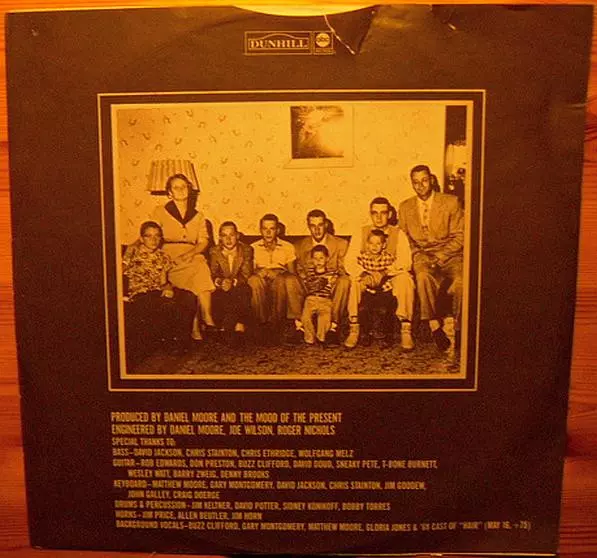 DUNHILL abc
PRODUCED BY DANIEL MOORE AND THE MOOD OF THE PRESENT
ENGINEERED BY DANIEL MOORE, JOE WILSON, ROGER NICHOLS
SPECIAL THANKS TO:
BASS—DAVID JACKSON, CHRIS STAINTON, CHRIS ETHRIDGE, WOLFGANG MELZ
GUITAR—ROB EDWARDS, DON PRESTON, BUZZ CLIFFORD, DAVID DOUD, SNEAKY PETE, T-BONE BURNETT,
WESLEY WATT, BARRY ZWEIG, DENNY BROOKS
KEYBOARD—MATTHEW MOORE, GARY MONTGOMERY, DAVID JACKSON, CHRIS STAINTON, JIM GOODEM,
JOHN GALLEY, CRAIG DOERGE
DRUMS & PERCUSSION—JIM KELTNER, DAVID POTTER, SIDNEY KONINOFF, BOBBY TORRES
HORNS—JIM PRICE, ALLEN BEUTLER, JIM HORN
BACKGROUND VOCALS—BUZZ CLIFFORD, GARY MONTGOMERY, MATTHEW MOORE, GLORIA JONES & '69 CAST OF "HAIR" (MAY 16, +75)